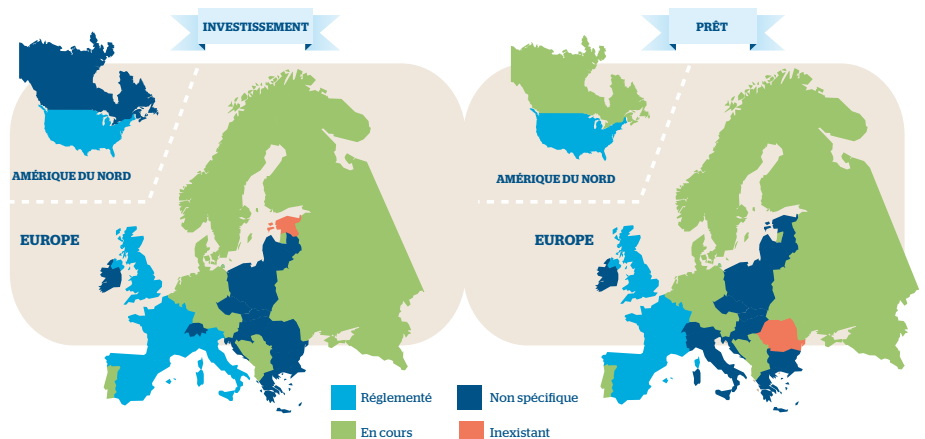 INVESTISSEMENT
PRÊT
AMÉRIQUE DU NORD
AMÉRIQUE DU NORD
EUROPE
EUROPE
Réglementé
Non spécifique
En cours
Inexistant